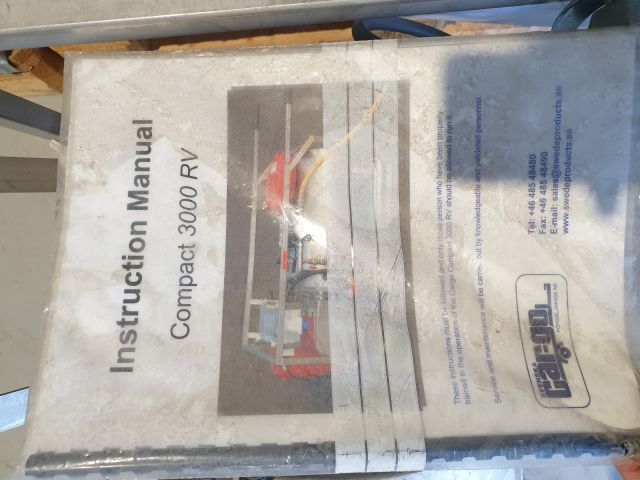 Instruction Manual
Compact 3000 RV
These instructions must be followed and only those person who have been properly
trained in the operation of the Cargo Compact 3000 RV should be allowed to run it.
Service and maintenance will be carried out by knowledgeable and validated personnel.
SVENSKA
cargo
Tel: +46 485 48480
Fax: +46 485 48490
E-mail: sales@swedeproducts.se
www.swedeproducts.se